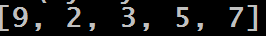 [9, 2, 3, 5, 7]